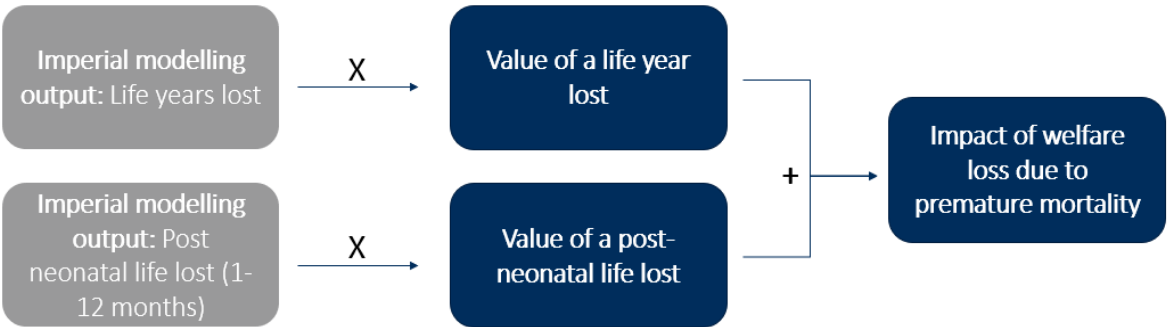 Imperial modelling
output: Life years lost
X
Value of a life year
lost
Imperial modelling
output: Post
neonatal life lost (1-
12 months)
X
Value of a post-
neonatal life lost
+
Impact of welfare
loss due to
premature mortality